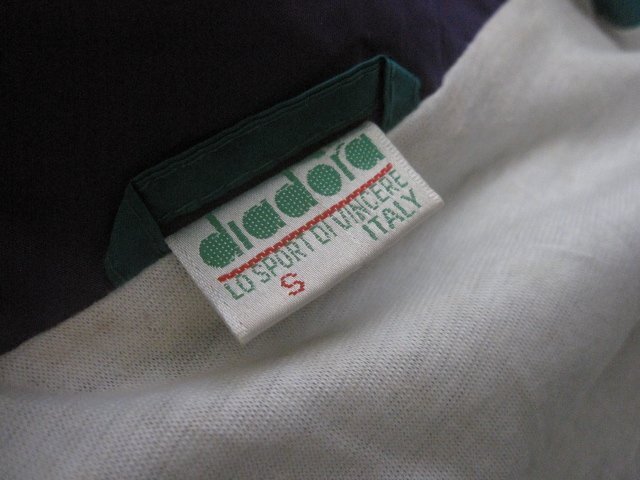 diadora
LO SPORT DI VINCERE
ITALY
S